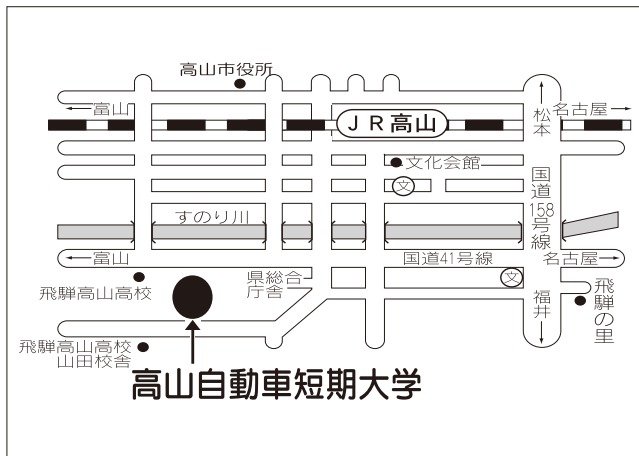 高山市役所
富山
松本
名古屋
JR高山
文化会館
文
国道158号線
すのり川
富山
国道41号線
名古屋
飛騨高山高校
県総合
庁舎
文
福井
飛騨の里
飛騨高山高校
山田校舎
高山自動車短期大学